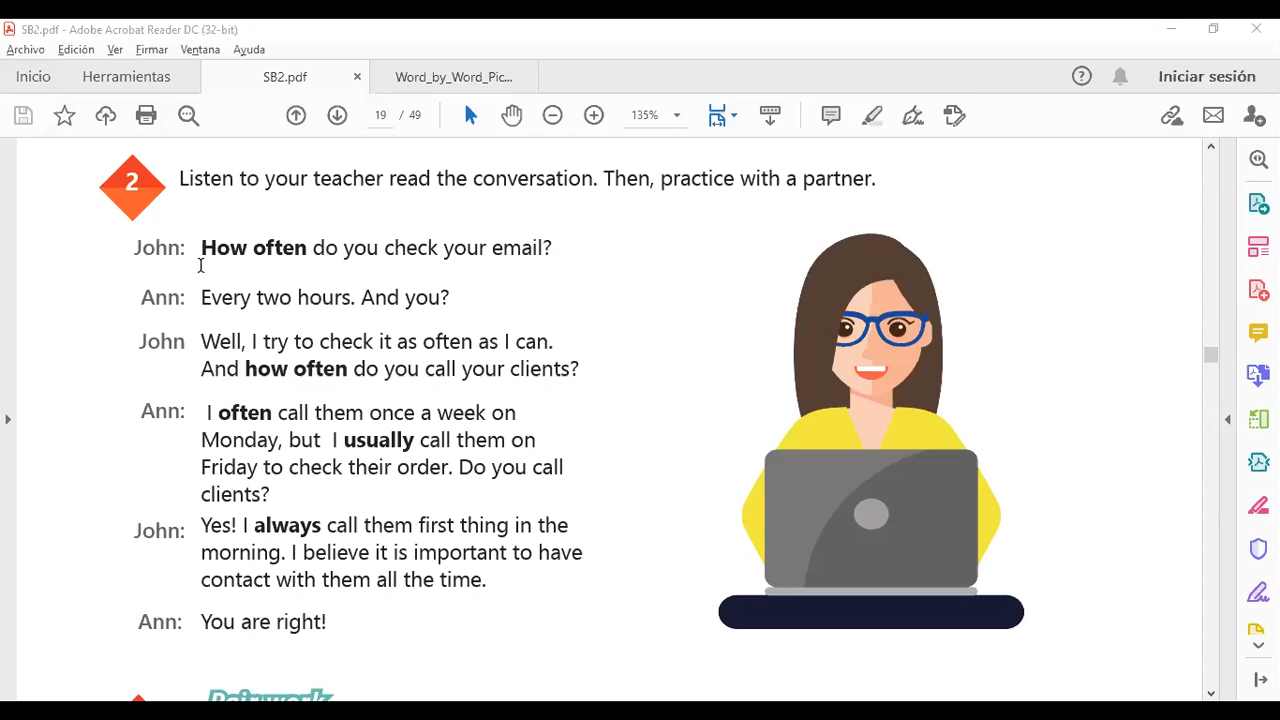 SB2.pdf - Adobe Acrobat Reader DC (32-bit)
Archivo Edición Ver Firmar Ventana Ayuda
Inicio Herramientas SB2.pdf Word_by_Word_Pic... Iniciar sesión
19 / 49 135%
2 Listen to your teacher read the conversation. Then, practice with a partner.
John: How often do you check your email?
Ann: Every two hours. And you?
John Well, I try to check it as often as I can.
And how often do you call your clients?
Ann: I often call them once a week on
Monday, but I usually call them on
Friday to check their order. Do you call
clients?
John: Yes! I always call them first thing in the
morning. I believe it is important to have
contact with them all the time.
Ann: You are right!
Pair work